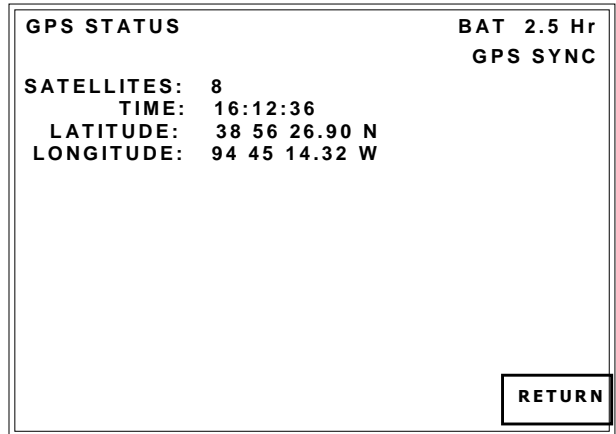 GPS STATUS BAT 2.5 Hr
GPS SYNC
SATELLITES: 8
TIME: 16:12:36
LATITUDE: 38 56 26.90 N
LONGITUDE: 94 45 14.32 W
RETURN